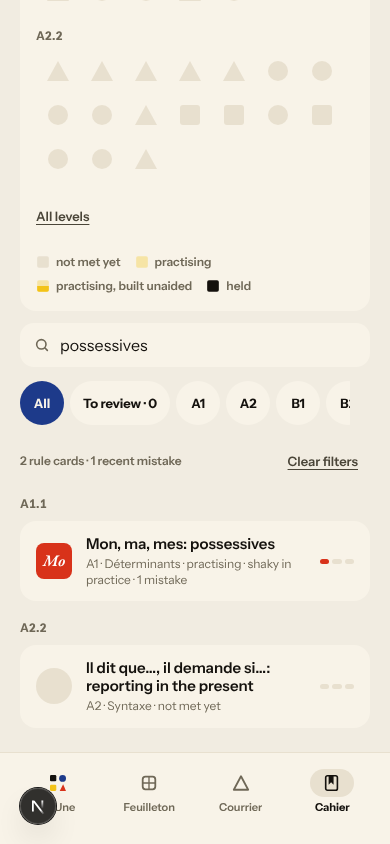 A2.2
All levels
not met yet practising
practising, built unaided held
possessives
All To review · 0 A1 A2 B1
2 rule cards · 1 recent mistake Clear filters
A1.1
Mo
Mon, ma, mes: possessives
A1 · Déterminants · practising · shaky in
practice · 1 mistake
A2.2
Il dit que…, il demande si…:
reporting in the present
A2 · Syntaxe · not met yet
N
Une Feuilleton Courrier Cahier